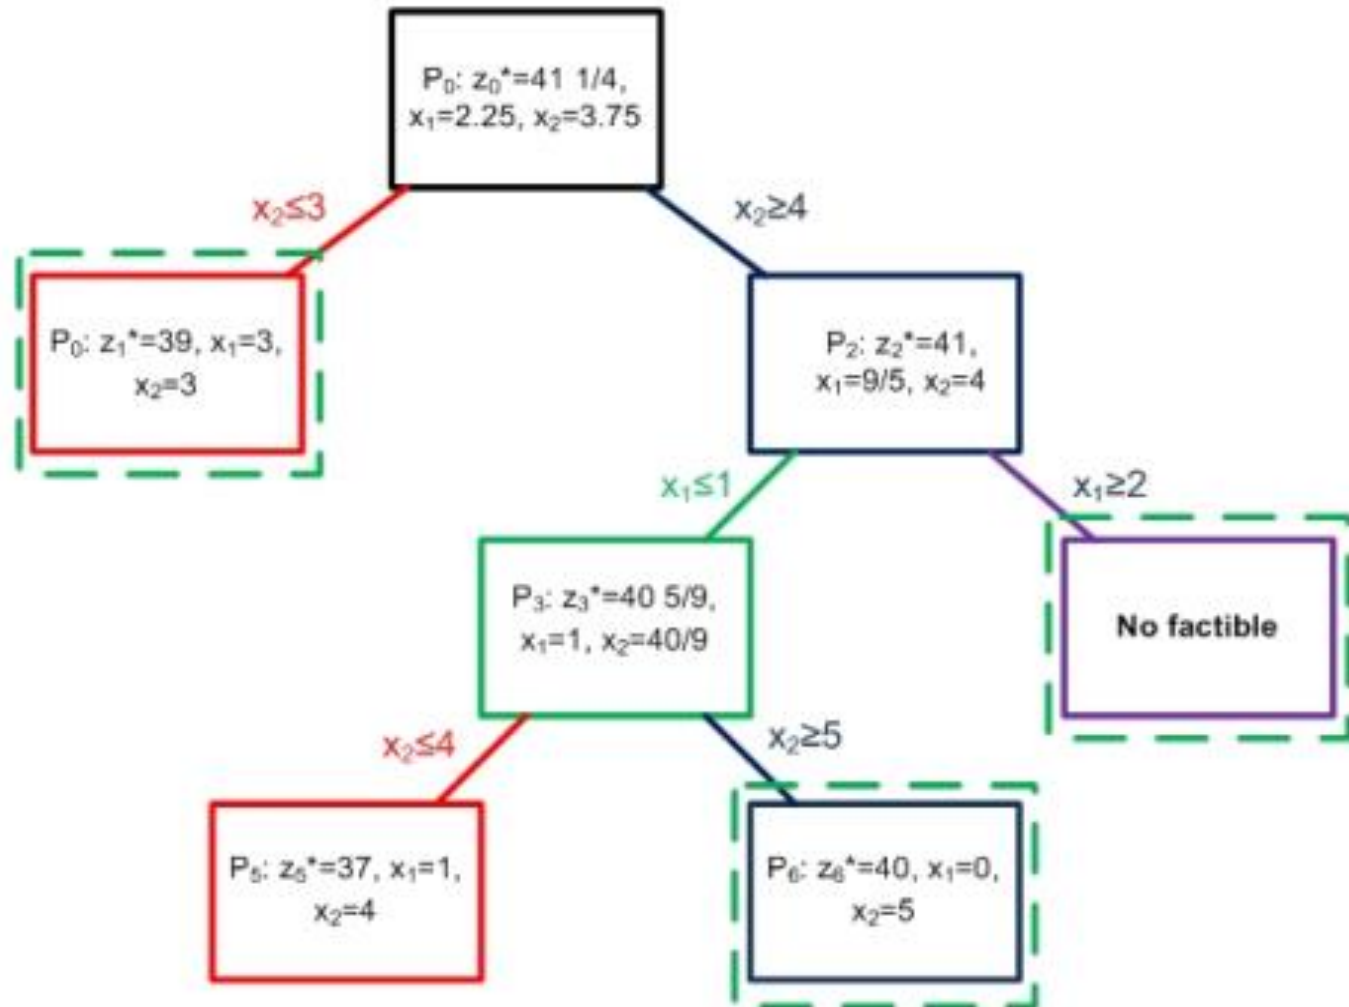 P₀: z₀*=41 1/4,
x₁=2.25, x₂=3.75
x₂≤3
x₂≥4
P₀: z₁*=39, x₁=3,
x₂=3
P₂: z₂*=41,
x₁=9/5, x₂=4
x₁≤1
x₁≥2
P₃: z₃*=40 5/9,
x₁=1, x₂=40/9
No factible
x₂≤4
x₂≥5
P₅: z₅*=37, x₁=1,
x₂=4
P₆: z₆*=40, x₁=0,
x₂=5